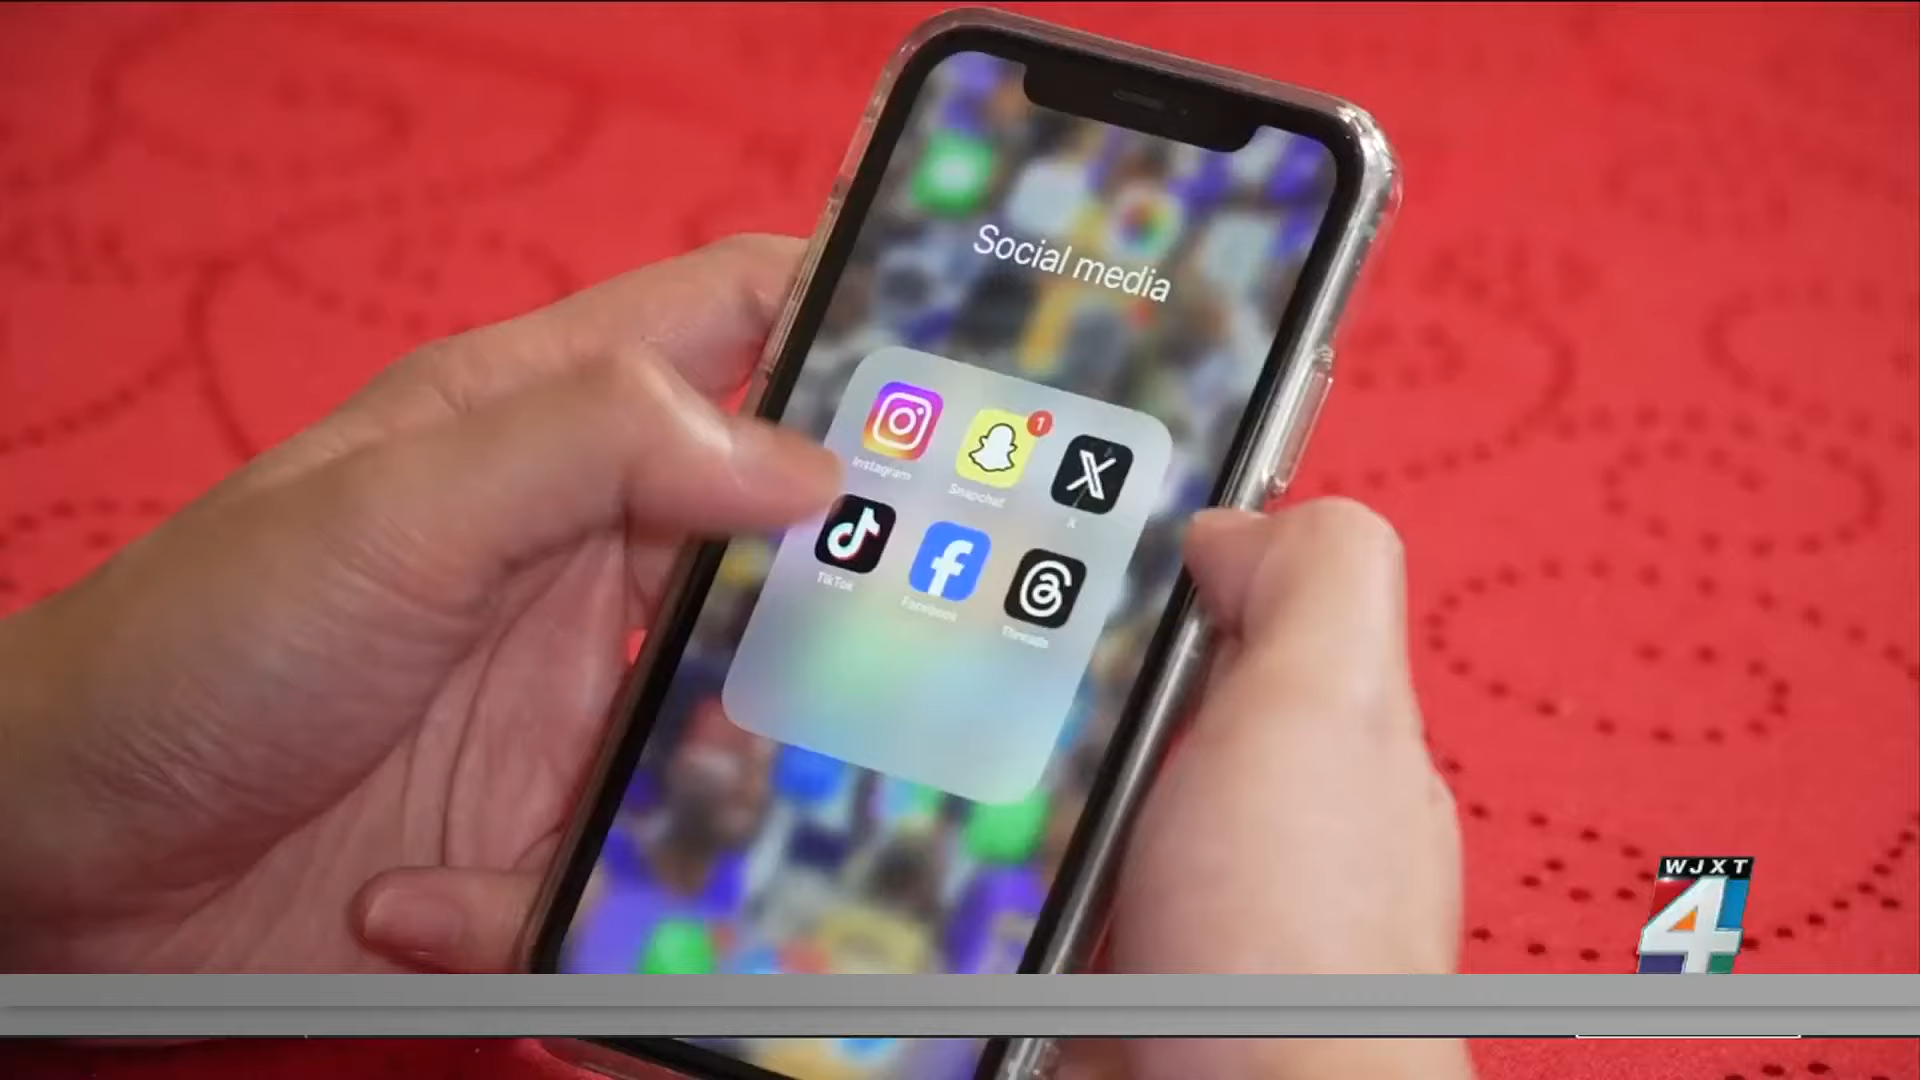 Social media
Instagram
Snapchat
1
X
TikTok
Facebook
Threads
WJXT
4